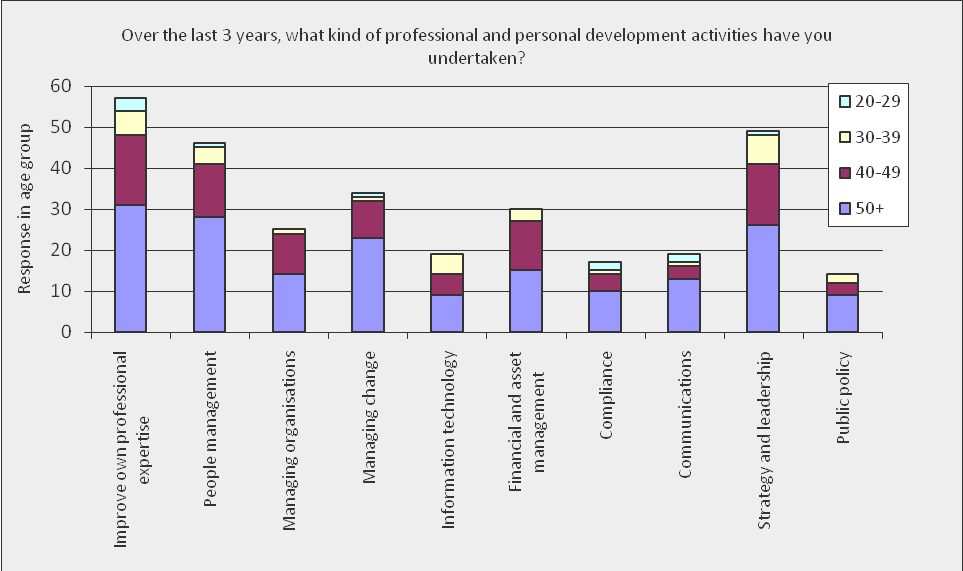 Over the last 3 years, what kind of professional and personal development activities have you
undertaken?
Response in age group
60
50
40
30
20
10
0
20-29
30-39
40-49
50+
Improve own professional
expertise
People management
Managing organisations
Managing change
Information technology
Financial and asset
management
Compliance
Communications
Strategy and leadership
Public policy